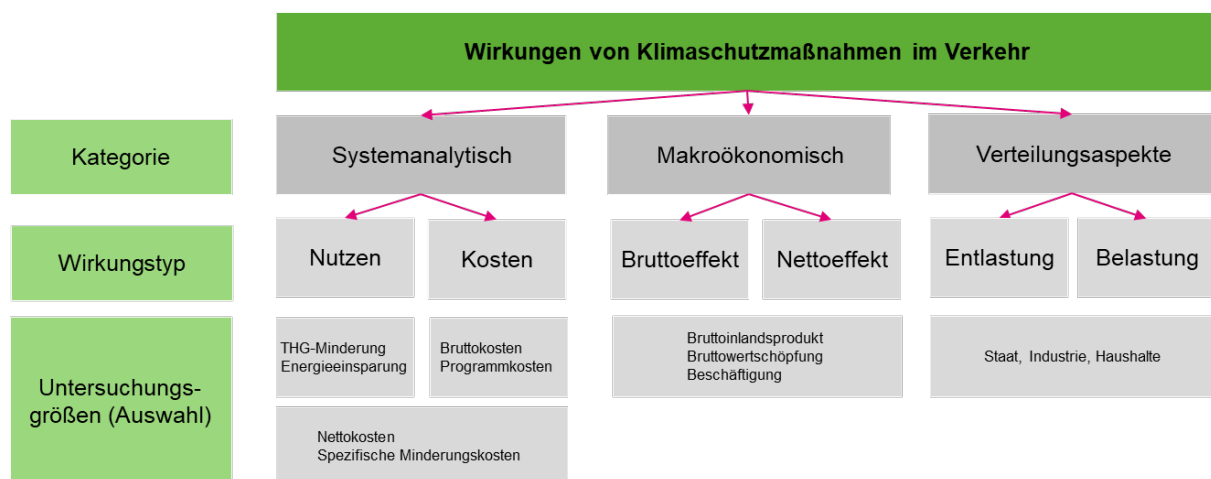 Wirkungen von Klimaschutzmaßnahmen im Verkehr
Kategorie
Systemanalytisch
Makroökonomisch
Verteilungsaspekte
Wirkungstyp
Nutzen
Kosten
Bruttoeffekt
Nettoeffekt
Entlastung
Belastung
Untersuchungs-
größen (Auswahl)
THG-Minderung
Energieeinsparung
Bruttokosten
Programmkosten
Bruttoinlandsprodukt
Bruttowertschöpfung
Beschäftigung
Staat, Industrie, Haushalte
Nettokosten
Spezifische Minderungskosten